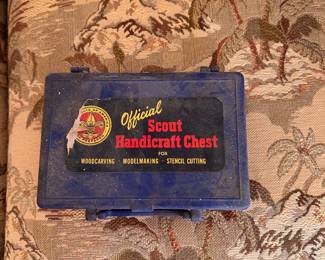 Official
Scout
Handicraft Chest
FOR
WOODCARVING · MODELMAKING · STENCIL CUTTING